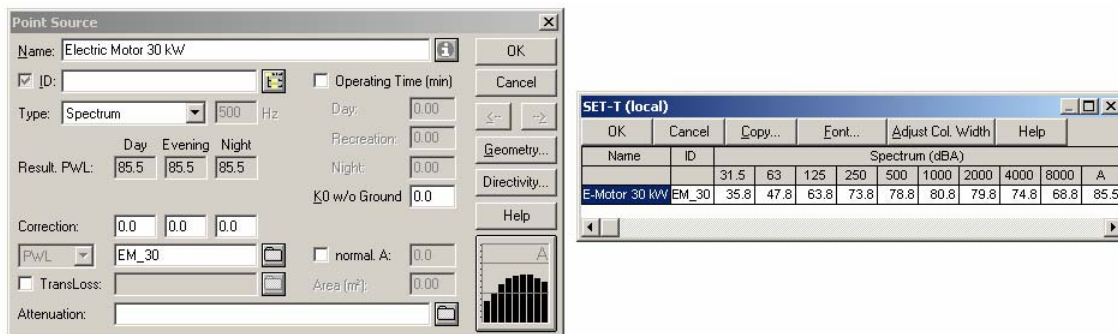 Point Source
Name: Electric Motor 30 kW
OK
ID:
Operating Time (min)
Cancel
Type: Spectrum 500 Hz
Day: 0.00
<-- -->
Day Evening Night
Recreation: 0.00
Geometry...
Result. PWL: 85.5 85.5 85.5
Night: 0.00
Directivity...
K0 w/o Ground 0.0
Help
Correction: 0.0 0.0 0.0
PWL EM_30
normal. A: 0.0
A
TransLoss:
Area (m²): 0.00
Attenuation:
SET-T (local)
OK Cancel Copy... Font... Adjust Col. Width Help
Name ID Spectrum (dBA)
31.5 63 125 250 500 1000 2000 4000 8000 A
E-Motor 30 kW EM_30 35.8 47.8 63.8 73.8 78.8 80.8 79.8 74.8 68.8 85.5